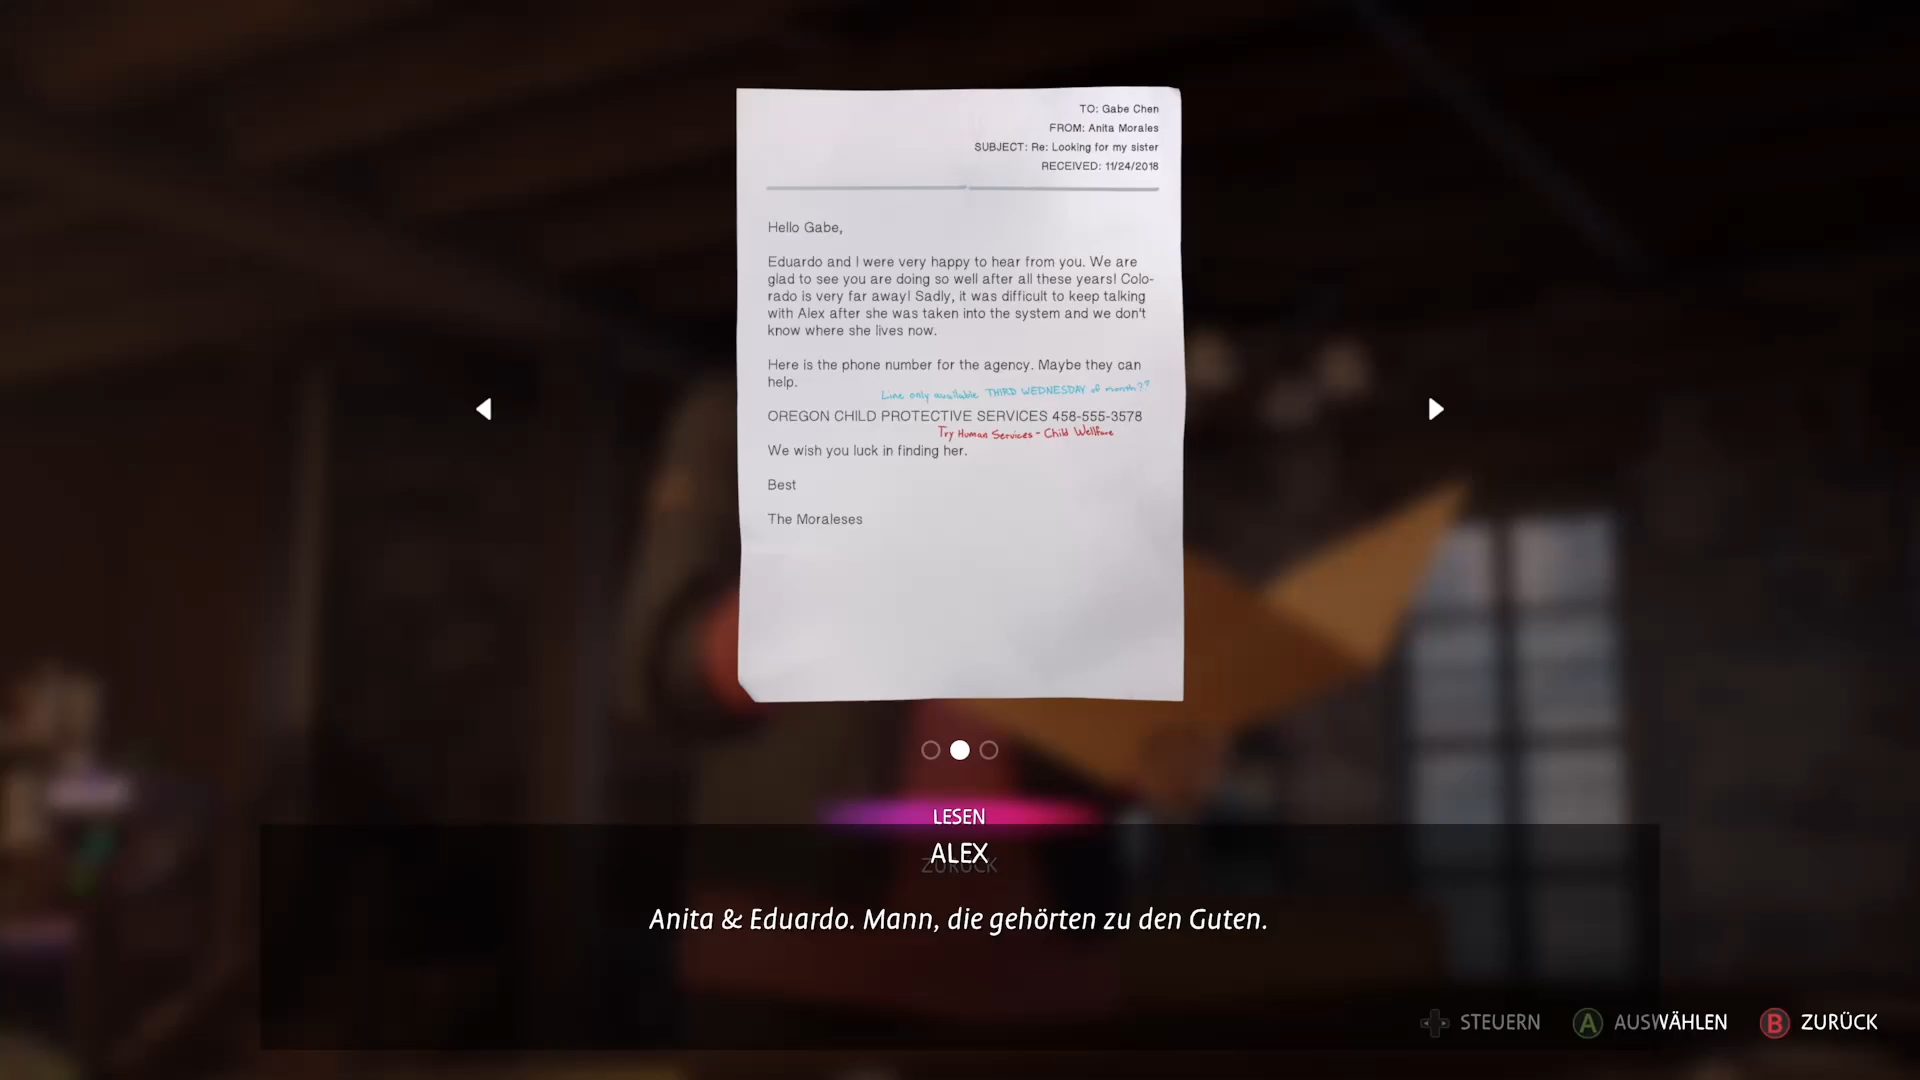 TO: Gabe Chen
FROM: Anita Morales
SUBJECT: Re: Looking for my sister
RECEIVED: 11/24/2018
Hello Gabe,
Eduardo and I were very happy to hear from you. We are
glad to see you are doing so well after all these years! Colo-
rado is very far away! Sadly, it was difficult to keep talking
with Alex after she was taken into the system and we don't
know where she lives now.
Here is the phone number for the agency. Maybe they can
help.
Line only available THIRD WEDNESDAY of month??
OREGON CHILD PROTECTIVE SERVICES 458-555-3578
Try Human Services - Child Wellfare
We wish you luck in finding her.
Best
The Moraleses
LESEN
ALEX
ZURÜCK
Anita & Eduardo. Mann, die gehörten zu den Guten.
STEUERN
A AUSWÄHLEN
B ZURÜCK